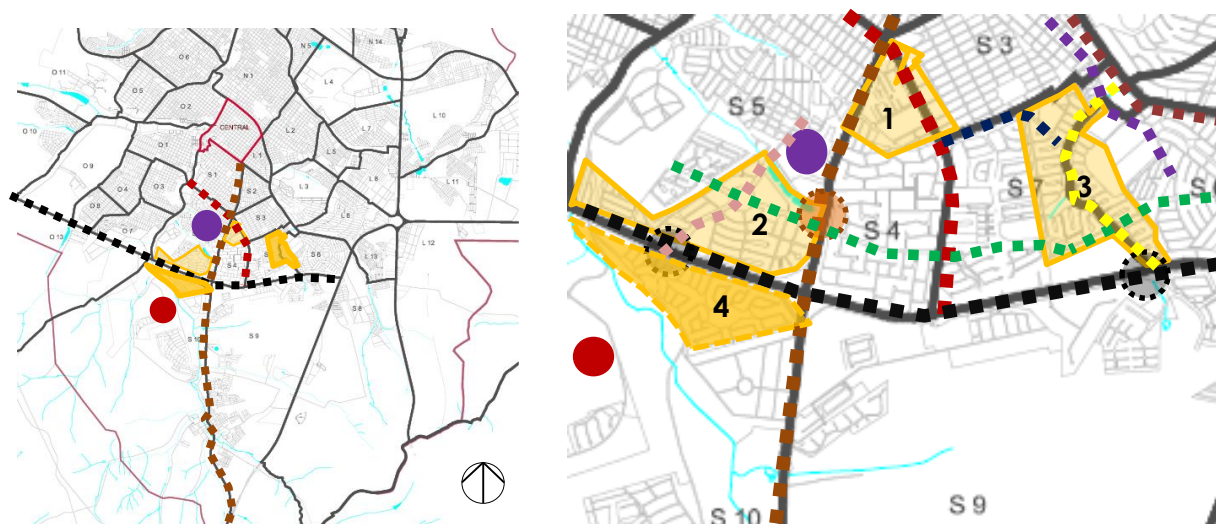 N 5
N 14
O 6
O 11
N 1
L 4
O 5
O 2
L 10
O 10
CENTRAL
L 7
L 2
O 1
L 1
L 5
O 9
S 1
L 8
L 11
O 4
O 3
S 2
L 3
O 8
S 3
L 6
O 7
O 13
L 12
S 4
S 6
L 13
S 8
S 9
S 10
S 3
S 5
1
S 7
3
2
S 4
4
S 9
S 10